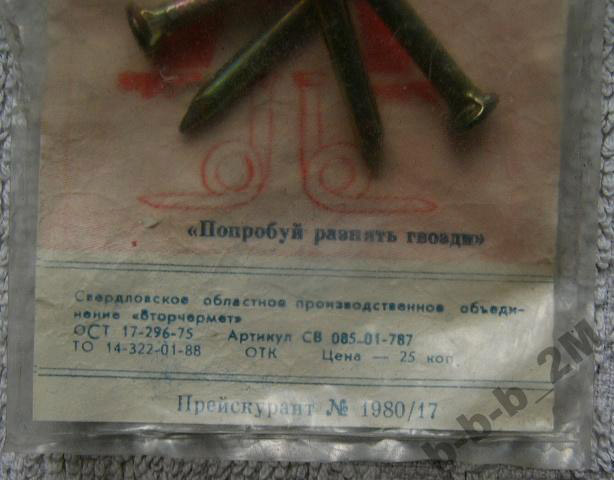 «Попробуй разнять гвозди»
Свердловское областное производственное объеди-
нение «Вторчермет»
ОСТ 17-296-75 Артикул СВ 085-01-787
ТО 14-322-01-88 ОТК Цена — 25 коп.
Прейскурант № 1980/17
b-b-b_2M